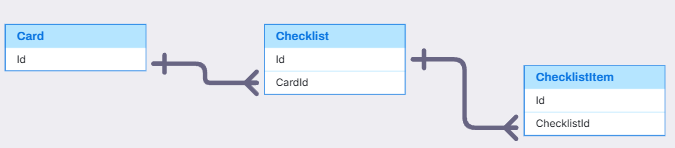 Card
Id
Checklist
Id
CardId
ChecklistItem
Id
ChecklistId